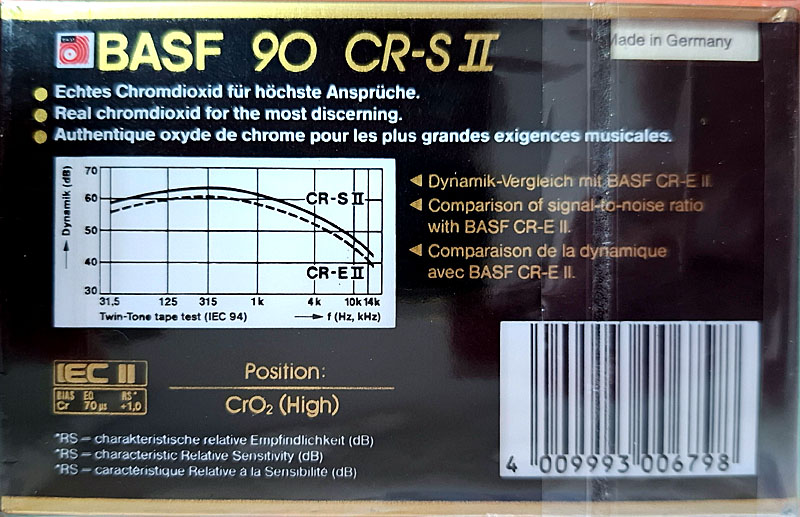 Made in Germany
BASF 90 CR-S II
Echtes Chromdioxid für höchste Ansprüche.
Real chromdioxid for the most discerning.
Authentique oxyde de chrome pour les plus grandes exigences musicales.
Dynamik (dB)
70
60
50
40
30
CR-S II
CR-E II
31,5 125 315 1k 4k 10k 14k
Twin-Tone tape test (IEC 94) f (Hz, kHz)
Dynamik-Vergleich mit BASF CR-E II.
Comparison of signal-to-noise ratio
with BASF CR-E II.
Comparaison de la dynamique
avec BASF CR-E II.
IEC II
BIAS EQ RS*
Cr 70 µs +1,0
Position:
CrO₂ (High)
*RS – charakteristische relative Empfindlichkeit (dB)
*RS – characteristic Relative Sensitivity (dB)
*RS – caractéristique Relative à la Sensibilité (dB)
4 009993 006798